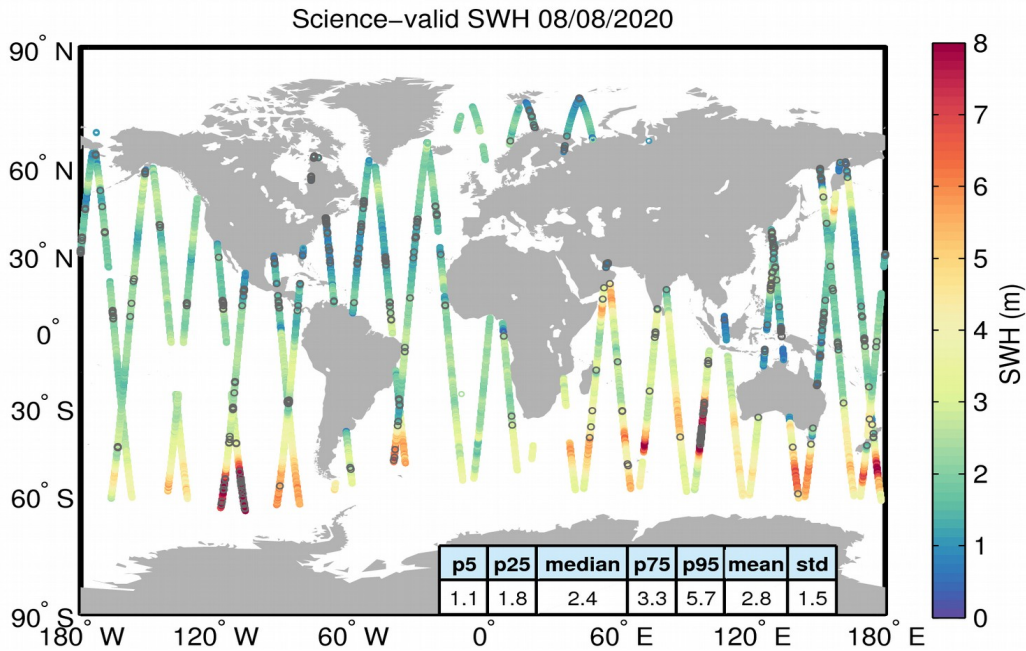 Science−valid SWH 08/08/2020
90° N
60° N
30° N
0°
30° S
60° S
90° S
180° W
120° W
60° W
0°
60° E
120° E
180° E
p5 p25 median p75 p95 mean std
1.1 1.8 2.4 3.3 5.7 2.8 1.5
8
7
6
5
4
3
2
1
0
SWH (m)